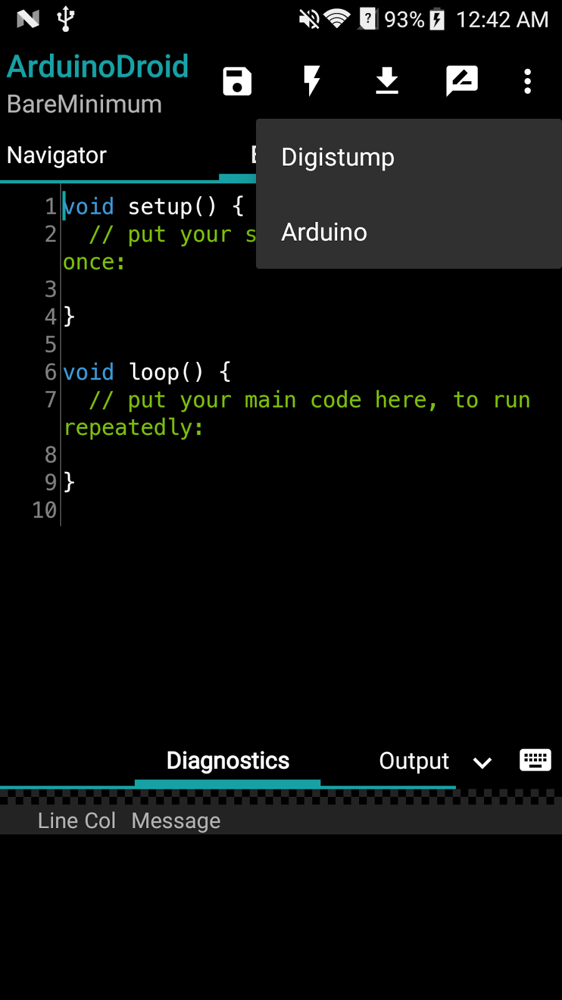 93% 12:42 AM
ArduinoDroid
BareMinimum
Navigator
Digistump
Arduino
1 void setup() {
2   // put your s
once:
3
4 }
5
6 void loop() {
7   // put your main code here, to run
repeatedly:
8
9 }
10
Diagnostics Output
Line Col Message